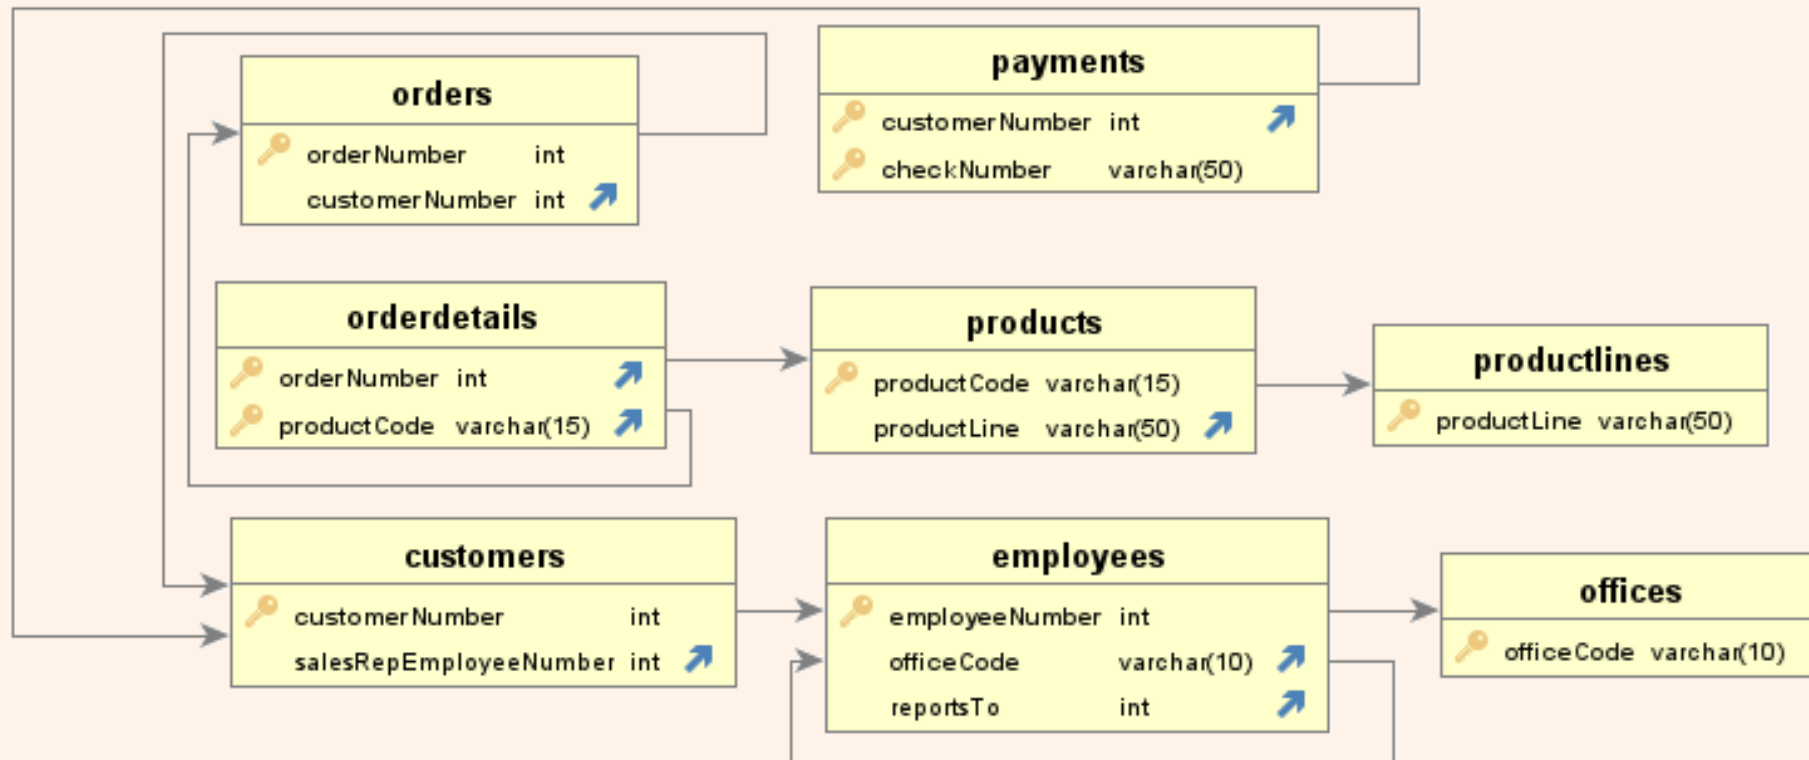 orders
orderNumber int
customerNumber int
payments
customerNumber int
checkNumber varchar(50)
orderdetails
orderNumber int
productCode varchar(15)
products
productCode varchar(15)
productLine varchar(50)
productlines
productLine varchar(50)
customers
customerNumber int
salesRepEmployeeNumber int
employees
employeeNumber int
officeCode varchar(10)
reportsTo int
offices
officeCode varchar(10)